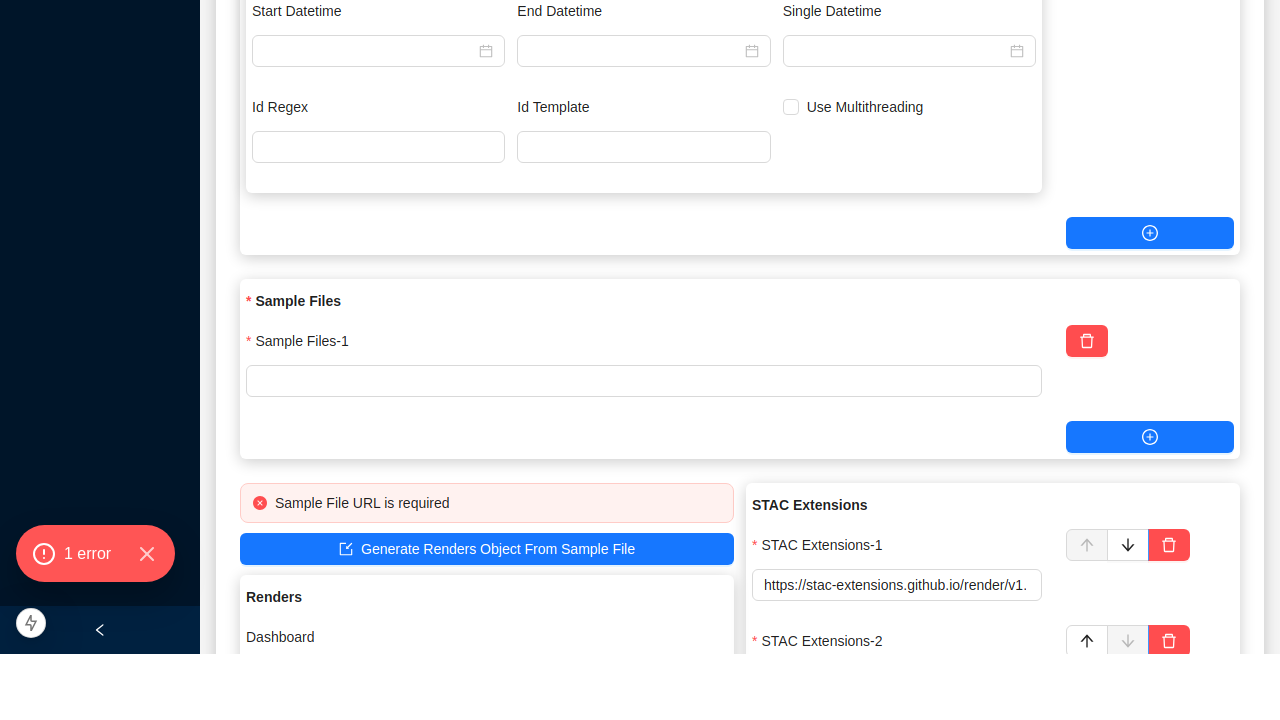 Start Datetime
End Datetime
Single Datetime
Id Regex
Id Template
Use Multithreading
* Sample Files
* Sample Files-1
Sample File URL is required
Generate Renders Object From Sample File
Renders
Dashboard
STAC Extensions
* STAC Extensions-1
https://stac-extensions.github.io/render/v1.
* STAC Extensions-2
1 error